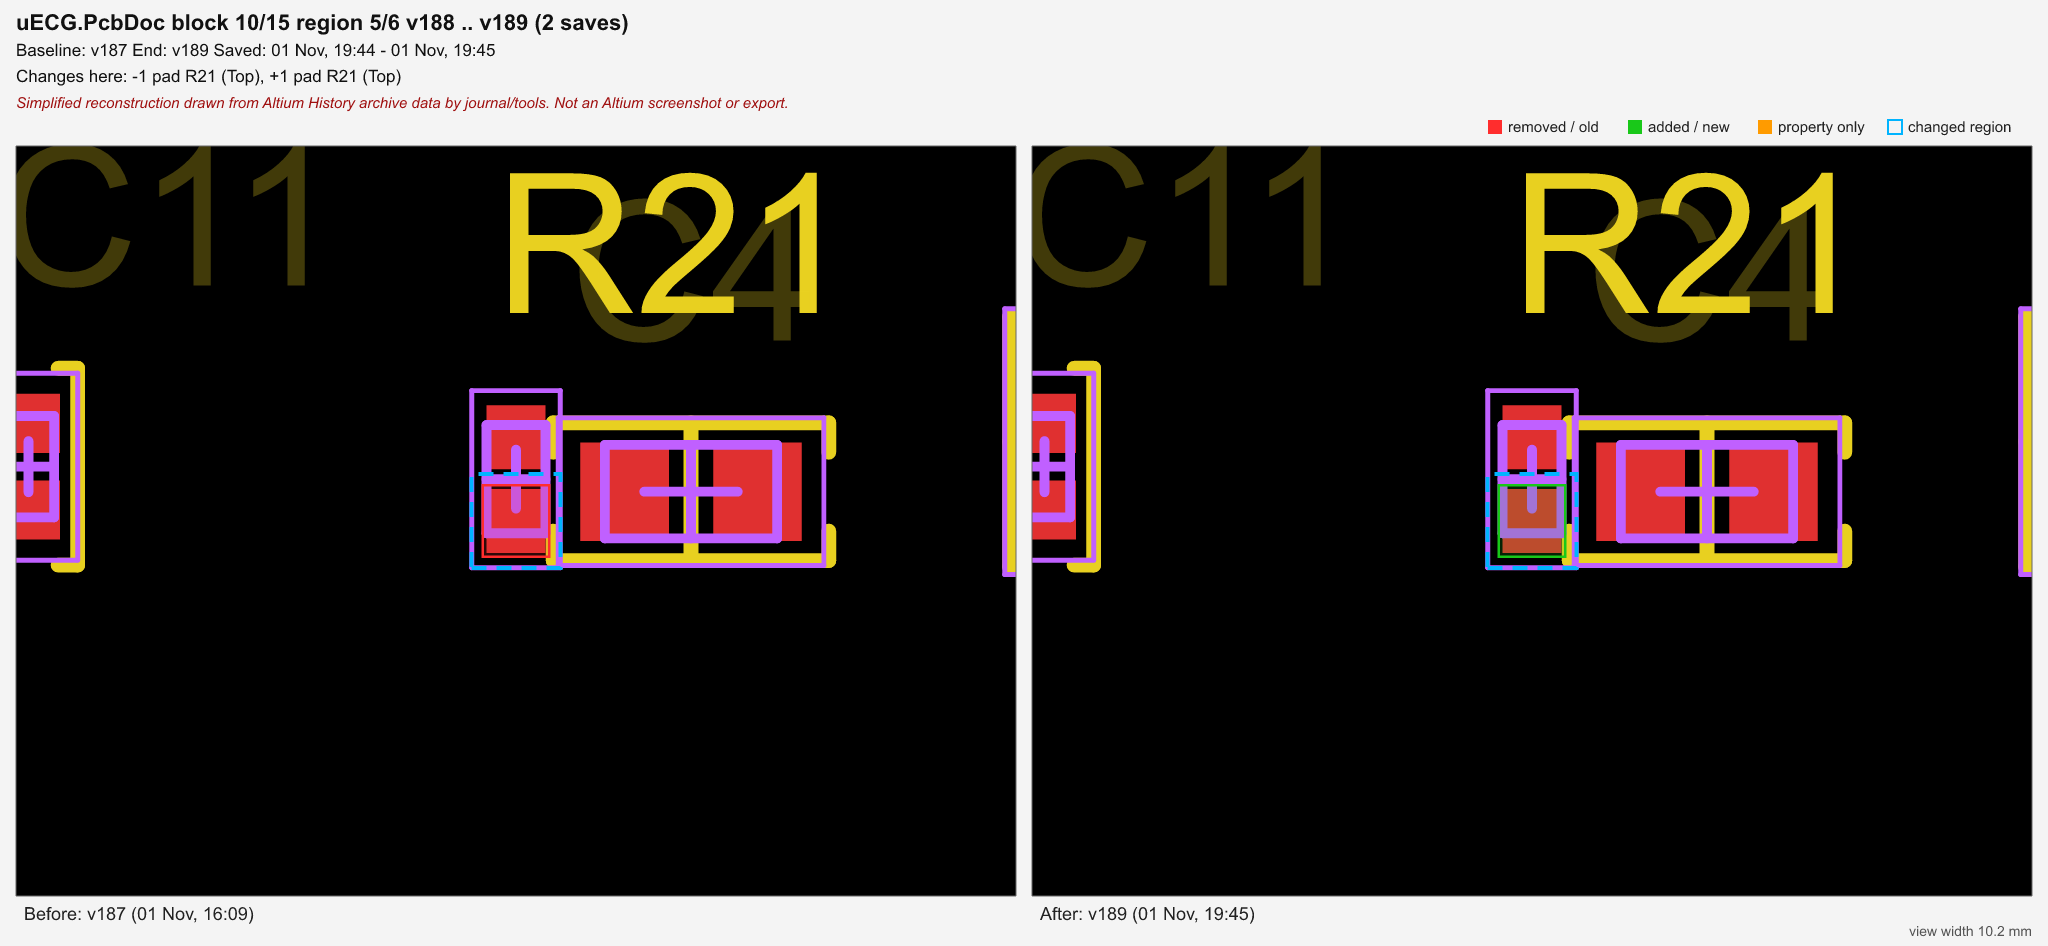 uECG.PcbDoc block 10/15 region 5/6 v188 .. v189 (2 saves)
Baseline: v187 End: v189 Saved: 01 Nov, 19:44 - 01 Nov, 19:45
Changes here: -1 pad R21 (Top), +1 pad R21 (Top)
Simplified reconstruction drawn from Altium History archive data by journal/tools. Not an Altium screenshot or export.
removed / old
added / new
property only
changed region
C11
R21
C4
C11
R21
C4
Before: v187 (01 Nov, 16:09)
After: v189 (01 Nov, 19:45)
view width 10.2 mm